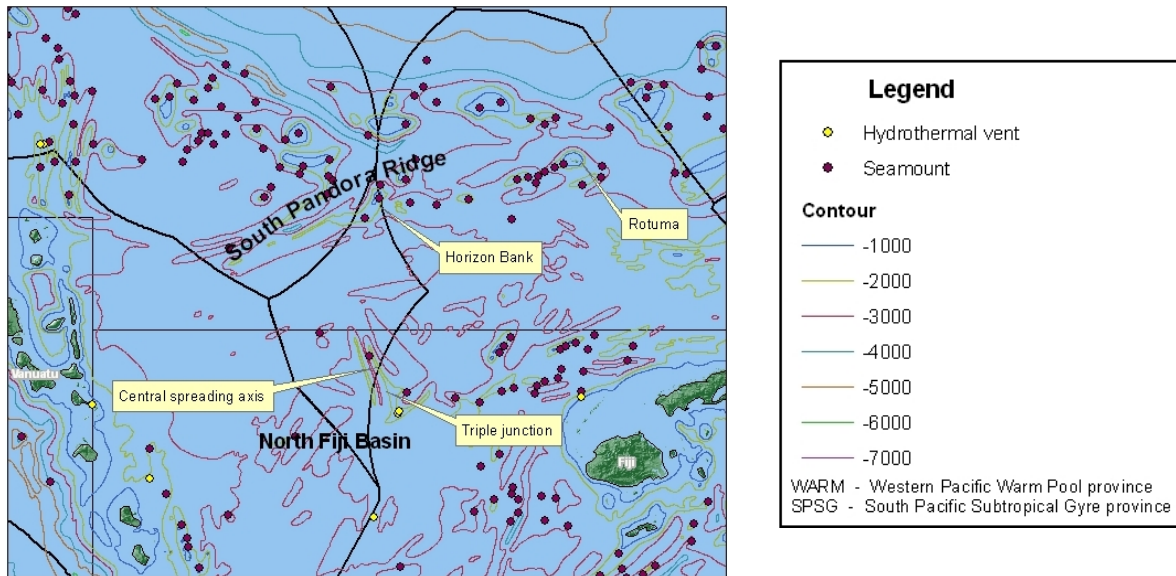 South Pandora Ridge
Rotuma
Horizon Bank
Vanuatu
Central spreading axis
Triple junction
North Fiji Basin
Fiji
Legend
Hydrothermal vent
Seamount
Contour
-1000
-2000
-3000
-4000
-5000
-6000
-7000
WARM - Western Pacific Warm Pool province
SPSG - South Pacific Subtropical Gyre province